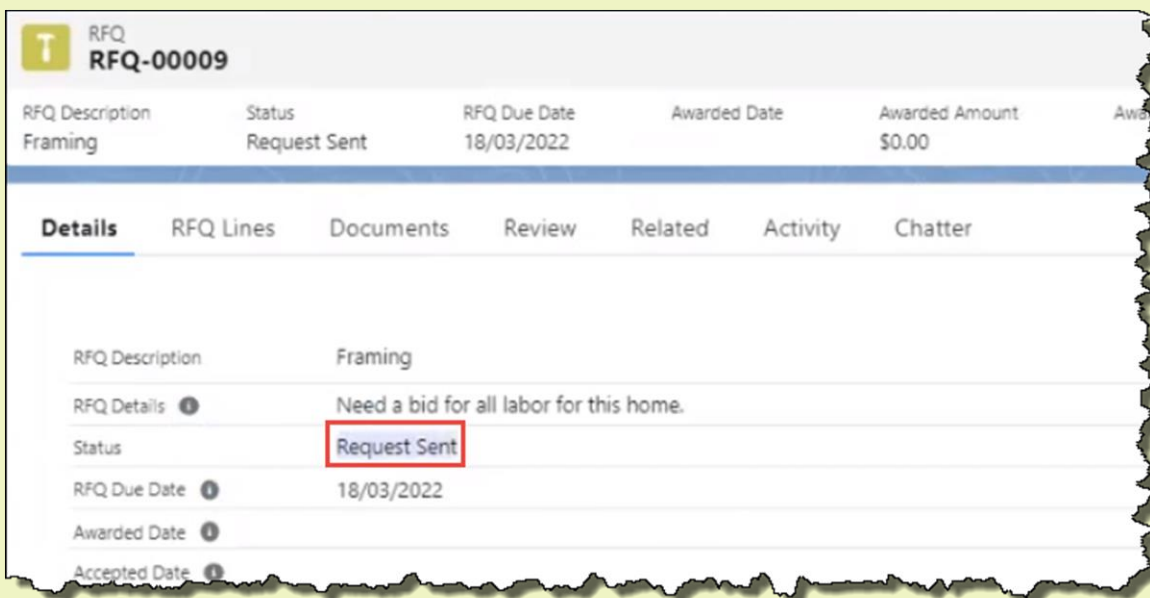 RFQ
RFQ-00009
RFQ Description Status RFQ Due Date Awarded Date Awarded Amount
Framing Request Sent 18/03/2022 $0.00
Details RFQ Lines Documents Review Related Activity Chatter
RFQ Description Framing
RFQ Details Need a bid for all labor for this home.
Status Request Sent
RFQ Due Date 18/03/2022
Awarded Date
Accepted Date